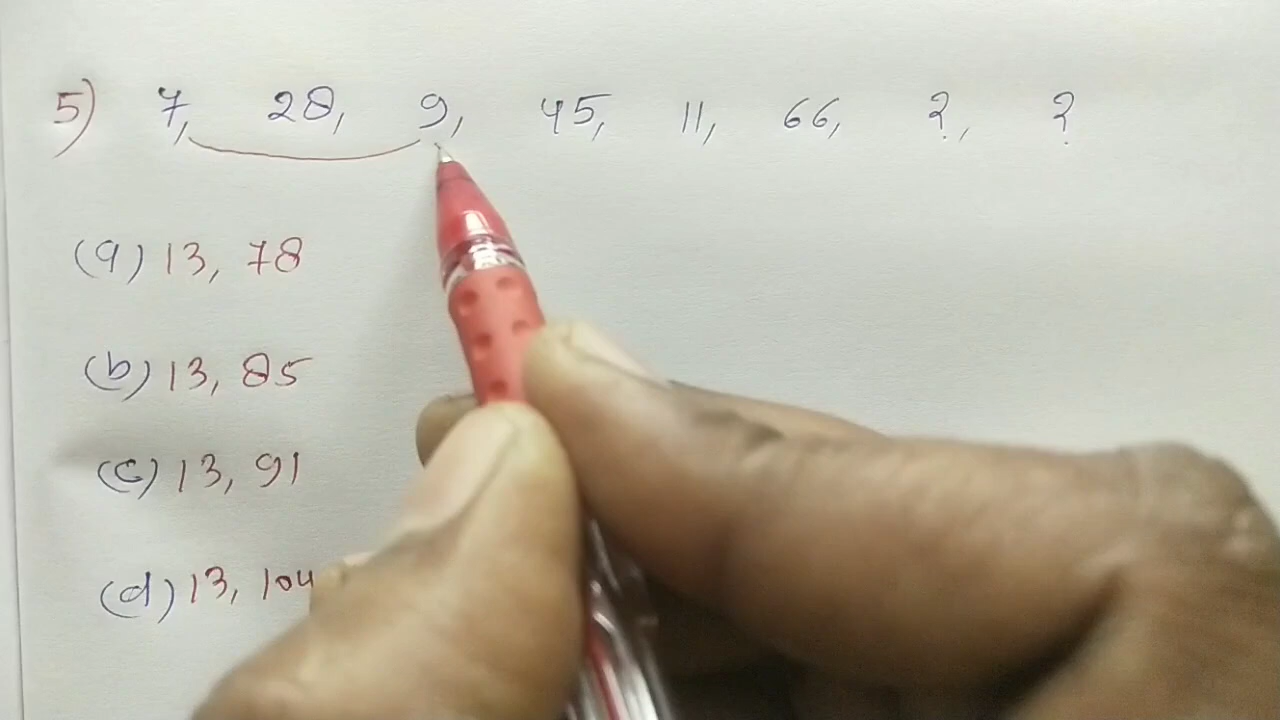 5) 7, 28, 9, 45, 11, 66, ?, ?
(a) 13, 78
(b) 13, 85
(c) 13, 91
(d) 13, 104